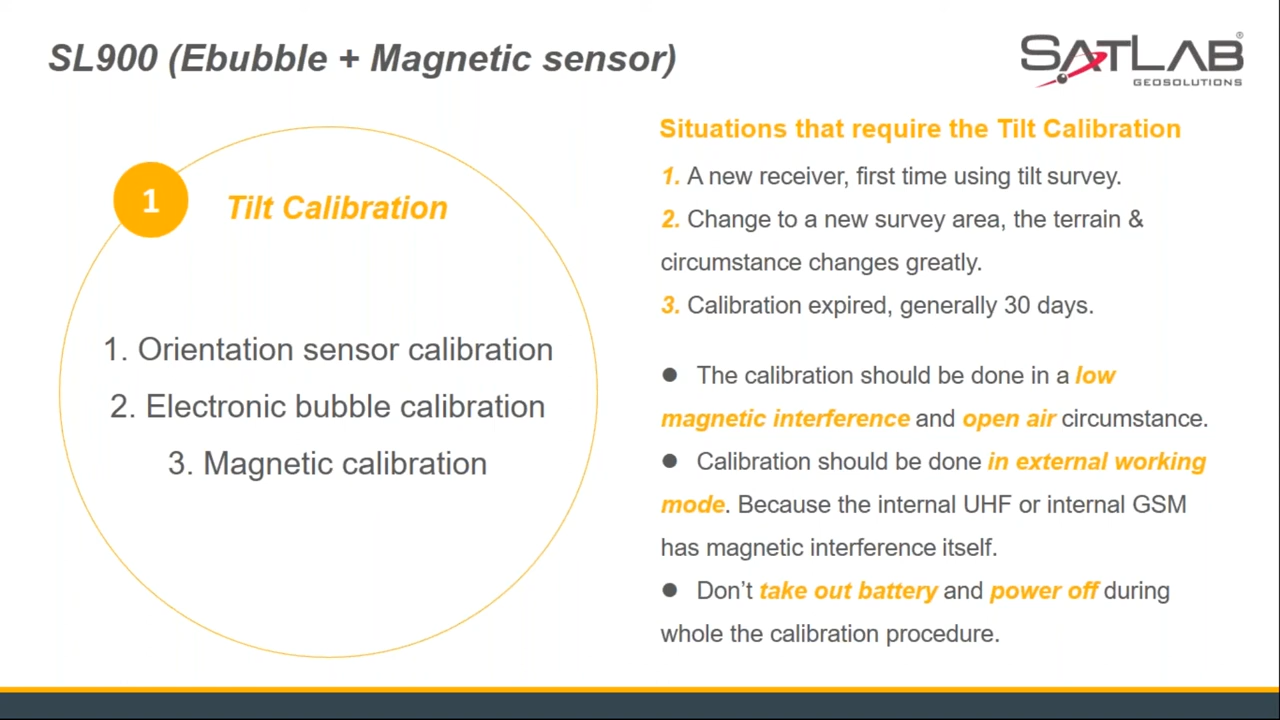 SL900 (Ebubble + Magnetic sensor)
SATLAB®
GEOSOLUTIONS
1
Tilt Calibration
1. Orientation sensor calibration
2. Electronic bubble calibration
3. Magnetic calibration
Situations that require the Tilt Calibration
1. A new receiver, first time using tilt survey.
2. Change to a new survey area, the terrain &
circumstance changes greatly.
3. Calibration expired, generally 30 days.
● The calibration should be done in a low
magnetic interference and open air circumstance.
● Calibration should be done in external working
mode. Because the internal UHF or internal GSM
has magnetic interference itself.
● Don’t take out battery and power off during
whole the calibration procedure.